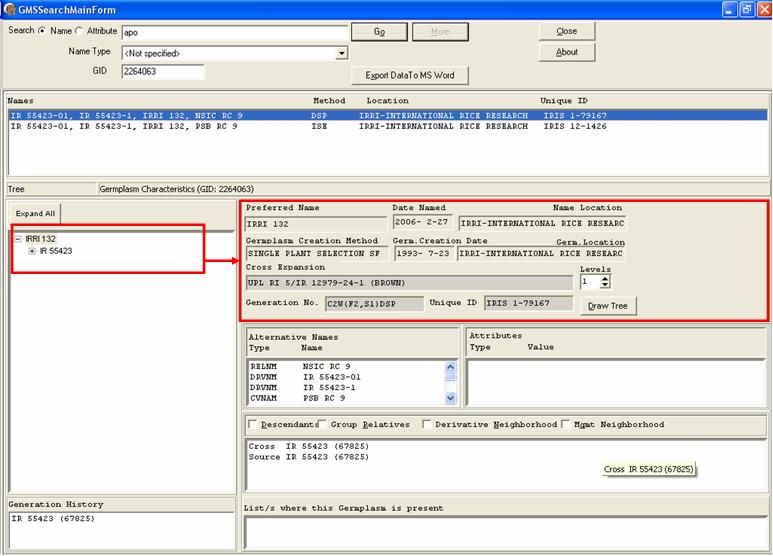 GMSSearchMainForm
Search Name Attribute apo Go More Close
Name Type <Not specified> About
GID 2264063 Export DataTo MS Word
Names Method Location Unique ID
IR 55423-01, IR 55423-1, IRRI 132, NSIC RC 9 DSP IRRI-INTERNATIONAL RICE RESEARCH IRIS 1-79167
IR 55423-01, IR 55423-1, IRRI 132, PSB RC 9 ISE IRRI-INTERNATIONAL RICE RESEARCH IRIS 12-1426
Tree Germplasm Characteristics (GID: 2264063)
Expand All
IRRI 132
IR 55423
Preferred Name Date Named Name Location
IRRI 132 2006- 2-27 IRRI-INTERNATIONAL RICE RESEARC
Germplasm Creation Method Germ.Creation Date Germ.Location
SINGLE PLANT SELECTION SF 1993- 7-23 IRRI-INTERNATIONAL RICE RESEARC
Cross Expansion Levels
UPL RI 5/IR 12979-24-1 (BROWN) 1
Generation No. C2W(F2,S1)DSP Unique ID IRIS 1-79167 Draw Tree
Alternative Names
Type Name
RELNM NSIC RC 9
DRVNM IR 55423-01
DRVNM IR 55423-1
CVNAM PSB RC 9
Attributes
Type Value
Descendants Group Relatives Derivative Neighborhood Mgmt Neighborhood
Cross IR 55423 (67825)
Source IR 55423 (67825)
Cross IR 55423 (67825)
Generation History
IR 55423 (67825)
List/s where this Germplasm is present